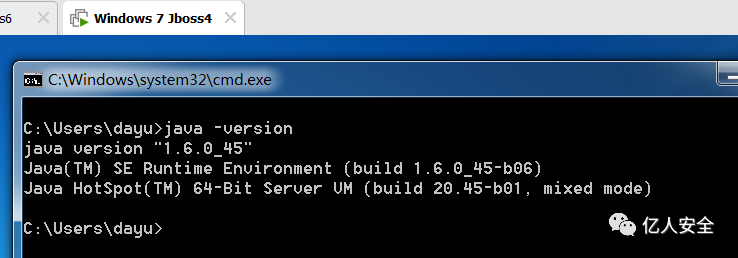 s6
Windows 7 Jboss4
C:\Windows\system32\cmd.exe
C:\Users\dayu>java -version
java version "1.6.0_45"
Java(TM) SE Runtime Environment (build 1.6.0_45-b06)
Java HotSpot(TM) 64-Bit Server VM (build 20.45-b01, mixed mode)
C:\Users\dayu>
亿人安全